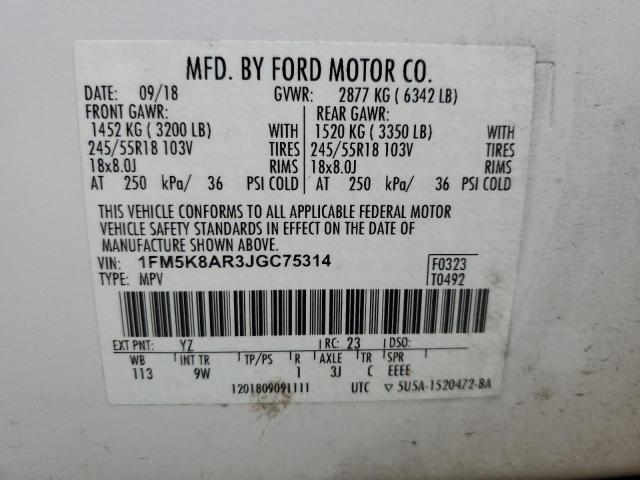 MFD. BY FORD MOTOR CO.
DATE: 09/18 GVWR: 2877 KG ( 6342 LB)
FRONT GAWR: REAR GAWR:
1452 KG ( 3200 LB) WITH 1520 KG ( 3350 LB) WITH
245/55R18 103V TIRES 245/55R18 103V TIRES
18x8.0J RIMS 18x8.0J RIMS
AT 250 kPa/ 36 PSI COLD AT 250 kPa/ 36 PSI COLD
THIS VEHICLE CONFORMS TO ALL APPLICABLE FEDERAL MOTOR
VEHICLE SAFETY STANDARDS IN EFFECT ON THE DATE OF
MANUFACTURE SHOWN ABOVE.
VIN: 1FM5K8AR3JGC75314 F0323
TYPE: MPV T0492
EXT PNT: YZ RC: 23 DSO:
WB INT TR TP/PS R AXLE TR SPR
113 9W 1 3J C EEEE
1201809091111 UTC ▽ 5U5A-1520472-BA